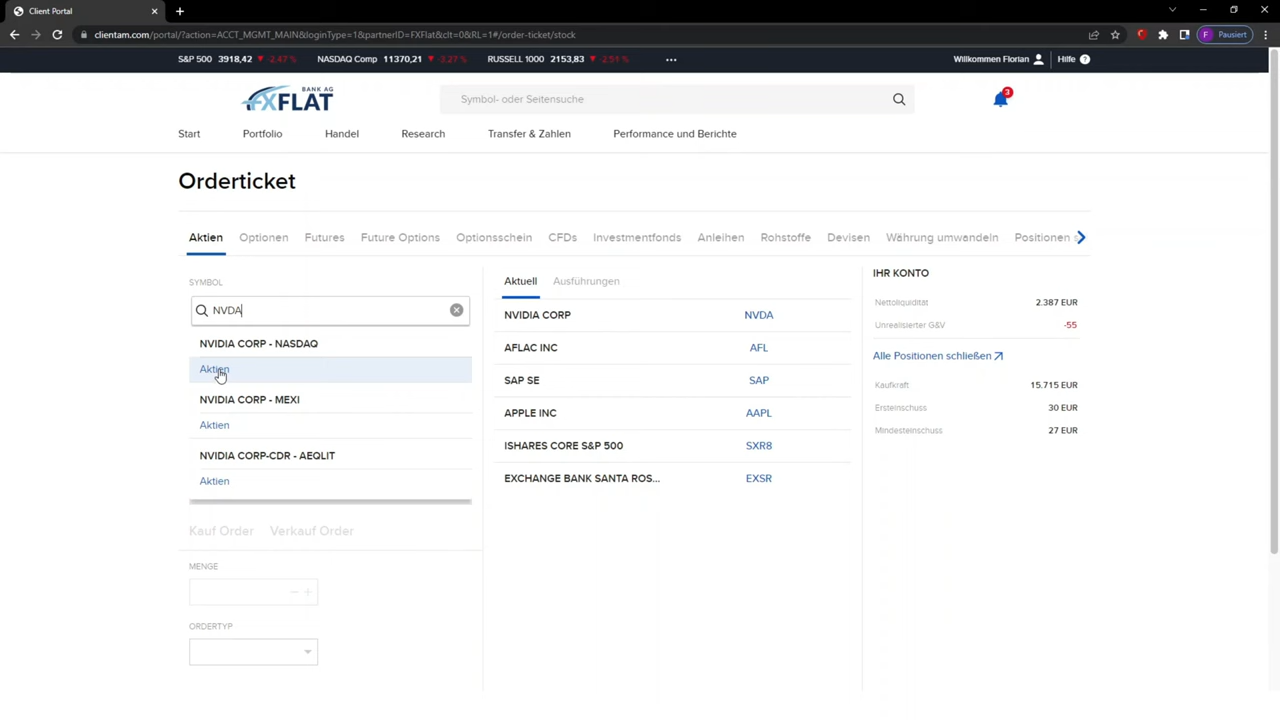 Client Portal
clientam.com/portal/?action=ACCT_MGMT_MAIN&loginType=1&partnerID=FXFlat&clt=0&RL=1#/order-ticket/stock
F Pausiert
S&P 500 3918,42 -2,47 % NASDAQ Comp 11370,21 -3,27 % RUSSELL 1000 2153,83 -2,51 % ...
Willkommen Florian Hilfe ?
BANK AG
FXFLAT
Symbol- oder Seitensuche
3
Start Portfolio Handel Research Transfer & Zahlen Performance und Berichte
Orderticket
Aktien Optionen Futures Future Options Optionsschein CFDs Investmentfonds Anleihen Rohstoffe Devisen Währung umwandeln Positionen
SYMBOL
NVDA
NVIDIA CORP - NASDAQ
Aktien
NVIDIA CORP - MEXI
Aktien
NVIDIA CORP-CDR - AEQLIT
Aktien
Kauf Order Verkauf Order
MENGE
− +
ORDERTYP
Aktuell Ausführungen
NVIDIA CORP NVDA
AFLAC INC AFL
SAP SE SAP
APPLE INC AAPL
ISHARES CORE S&P 500 SXR8
EXCHANGE BANK SANTA ROS... EXSR
IHR KONTO
Nettoliquidität 2.387 EUR
Unrealisierter G&V -55
Alle Positionen schließen
Kaufkraft 15.715 EUR
Ersteinschuss 30 EUR
Mindesteinschuss 27 EUR